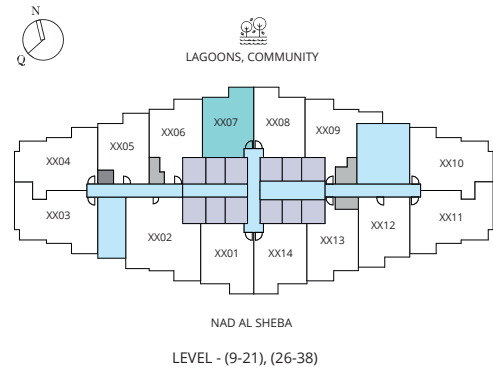 N
Q
LAGOONS, COMMUNITY
XX07
XX08
XX06
XX09
XX05
XX04
XX10
XX03
XX11
XX02
XX12
XX13
XX01
XX14
NAD AL SHEBA
LEVEL - (9-21), (26-38)